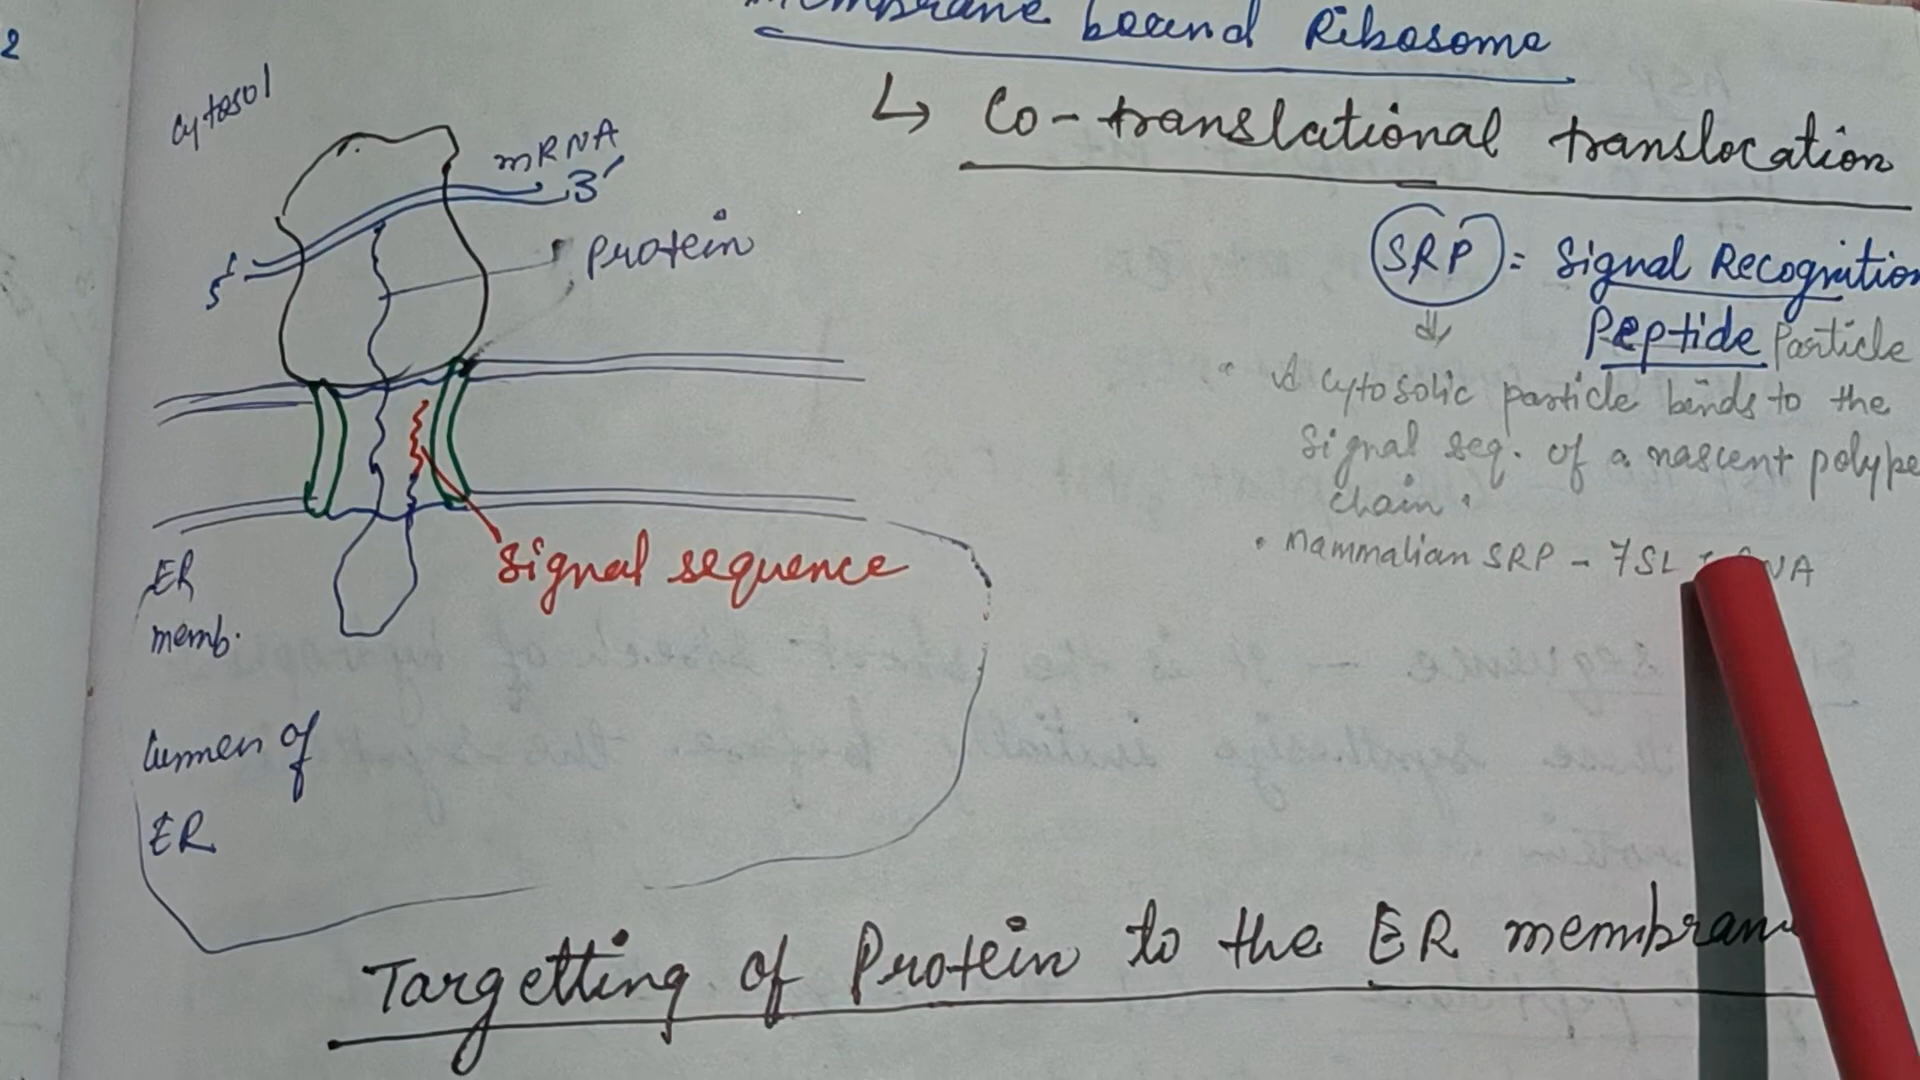 2
Membrane bound Ribosome
↳ Co-translational translocation
cytosol
mRNA
3'
5'
Protein
SRP = Signal Recognition
Peptide Particle
A cytosolic particle binds to the
Signal seq. of a nascent polype
chain.
• Mammalian SRP - 7SL
Signal sequence
ER
memb.
Lumen of
ER
Targetting of Protein to the ER membran